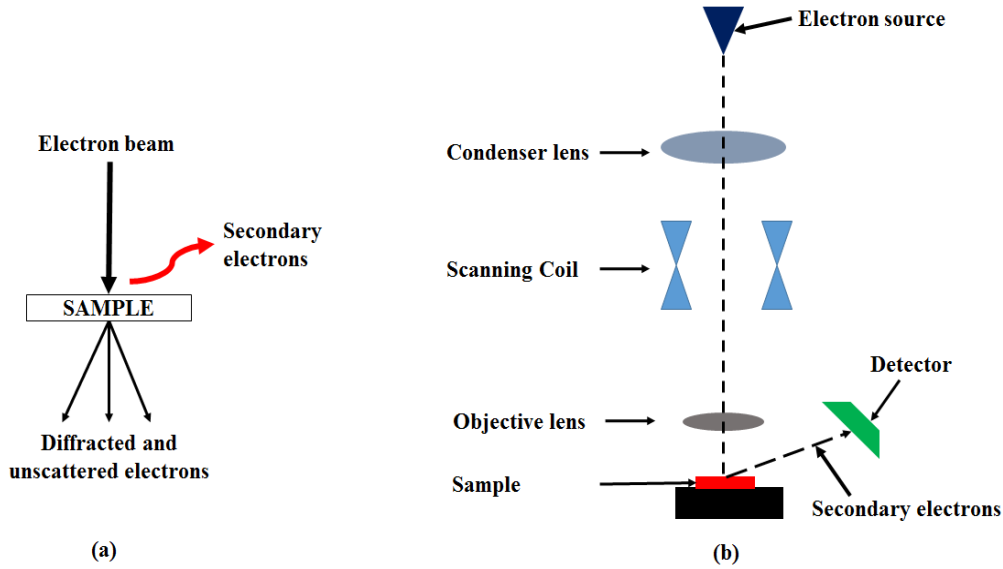 Electron beam
Secondary
electrons
SAMPLE
Diffracted and
unscattered electrons
(a)
Electron source
Condenser lens
Scanning Coil
Detector
Objective lens
Sample
Secondary electrons
(b)